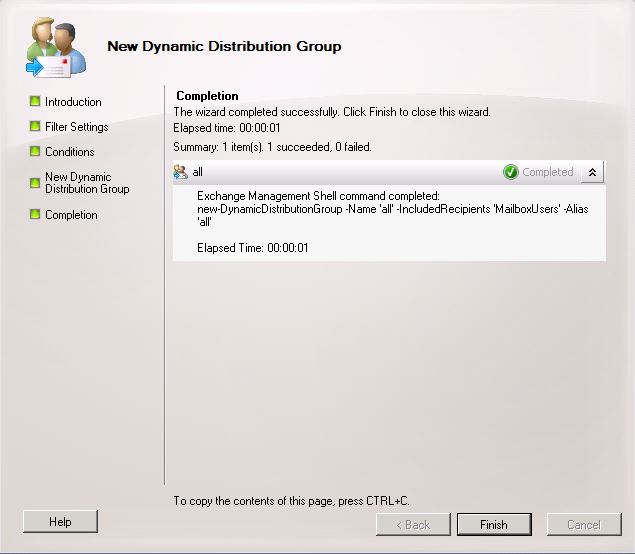 New Dynamic Distribution Group
Introduction
Filter Settings
Conditions
New Dynamic
Distribution Group
Completion
Completion
The wizard completed successfully. Click Finish to close this wizard.
Elapsed time: 00:00:01
Summary: 1 item(s). 1 succeeded, 0 failed.
all
Completed
Exchange Management Shell command completed:
new-DynamicDistributionGroup -Name 'all' -IncludedRecipients 'MailboxUsers' -Alias
'all'
Elapsed Time: 00:00:01
To copy the contents of this page, press CTRL+C.
Help
< Back
Finish
Cancel